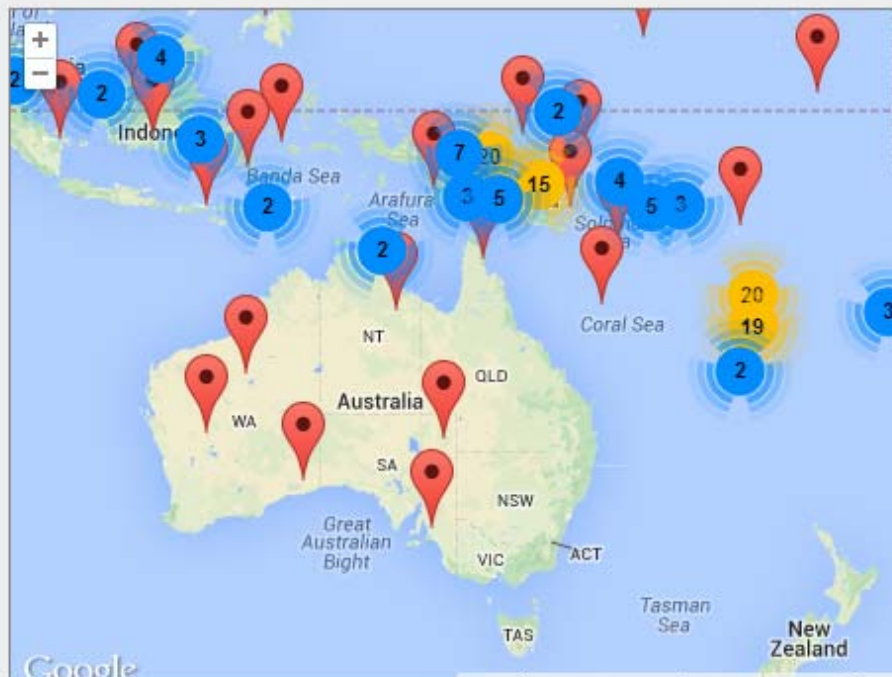 +
−
4
2
2
Indone
3
2
7
20
15
3
5
4
5
3
2
Banda Sea
2
Arafura
Sea
2
Coral Sea
20
19
2
3
NT
QLD
WA
Australia
SA
NSW
Great
Australian
Bight
VIC
ACT
TAS
Tasman
Sea
New
Zealand
Google